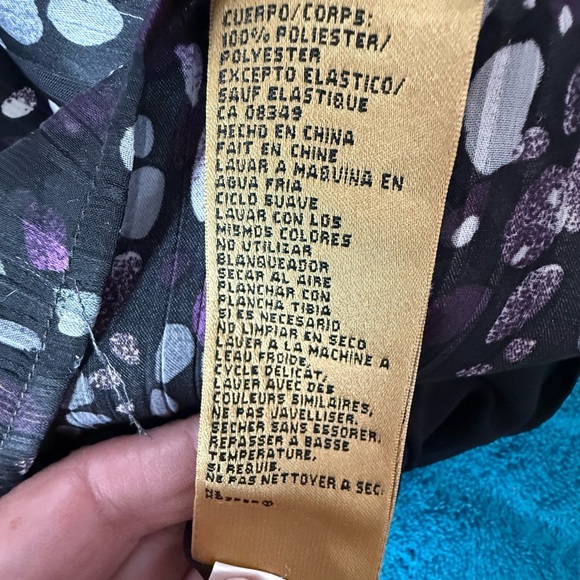 CUERPO/CORPS:
100% POLIESTER/
POLYESTER
EXCEPTO ELASTICO/
SAUF ELASTIQUE
CA 08349
HECHO EN CHINA
FAIT EN CHINE
LAVAR A MAQUINA EN
AGUA FRIA
CICLO SUAVE
LAVAR CON LOS
MISMOS COLORES
NO UTILIZAR
BLANQUEADOR
SECAR AL AIRE
PLANCHAR CON
PLANCHA TIBIA
SI ES NECESARIO
NO LIMPIAR EN SECO
LAVER A LA MACHINE A
L'EAU FROIDE,
CYCLE DELICAT,
LAVER AVEC DES
COULEURS SIMILAIRES,
NE PAS JAVELLISER,
SECHER SANS ESSORER,
REPASSER A BASSE
TEMPERATURE,
SI REQUIS.
NE PAS NETTOYER A SEC